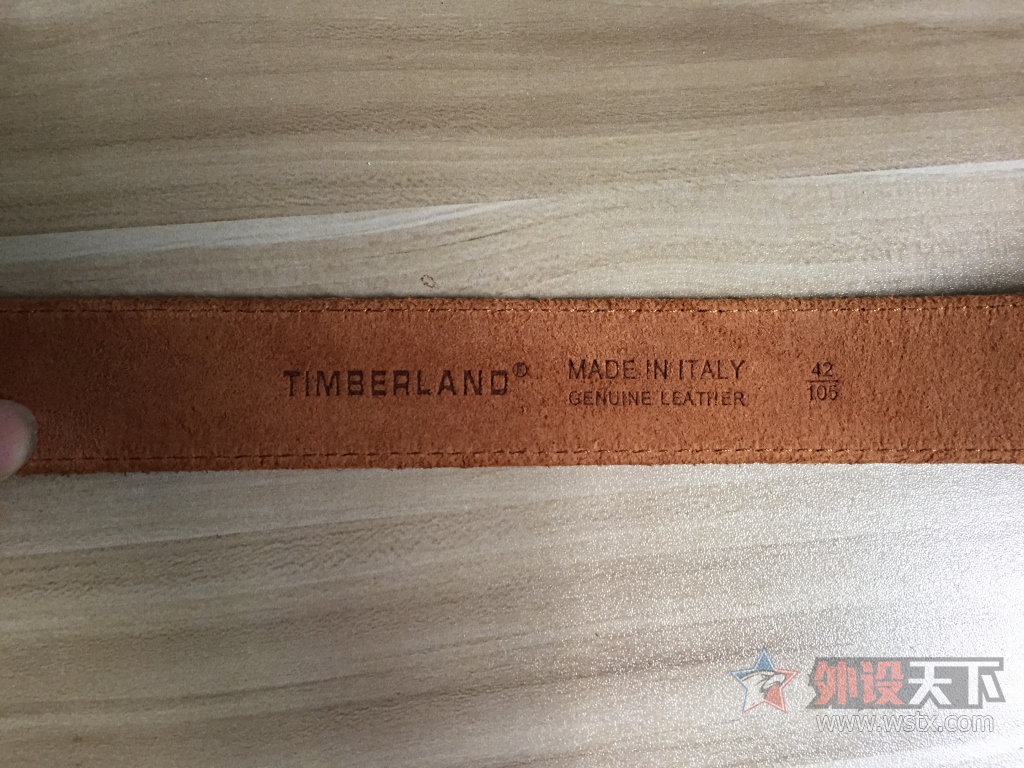 TIMBERLAND®
MADE IN ITALY
GENUINE LEATHER
42
105
外设天下
www.wstx.com